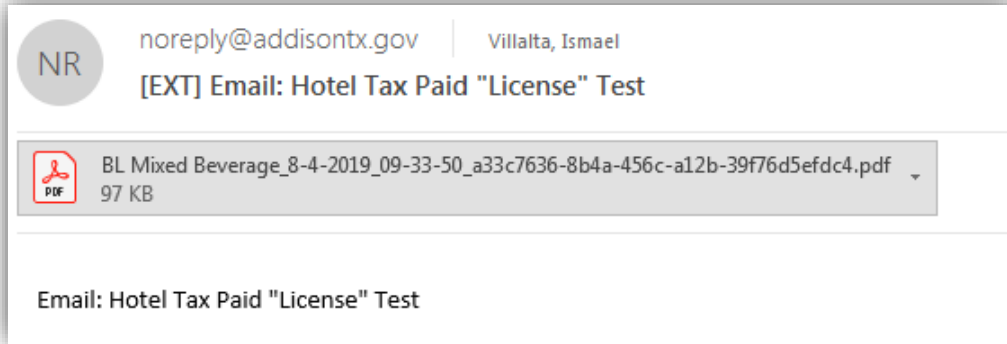 NR
noreply@addisontx.gov Villalta, Ismael
[EXT] Email: Hotel Tax Paid "License" Test
PDF
BL Mixed Beverage_8-4-2019_09-33-50_a33c7636-8b4a-456c-a12b-39f76d5efdc4.pdf
97 KB
Email: Hotel Tax Paid "License" Test